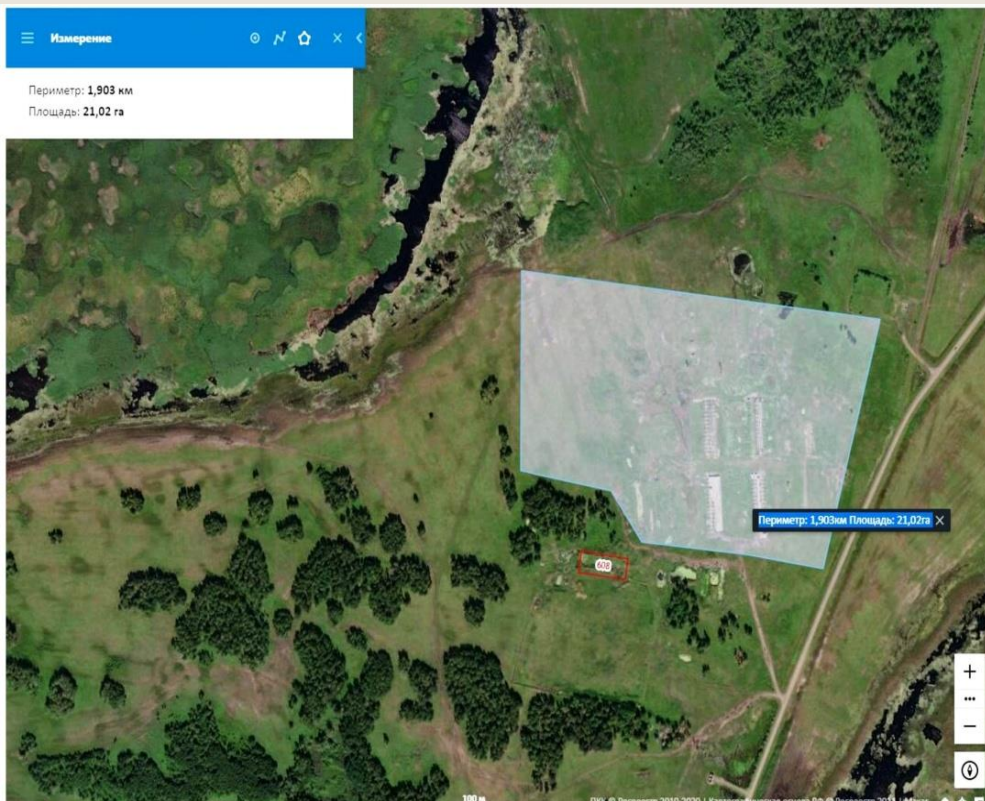 Измерение
Периметр: 1,903 км
Площадь: 21,02 га
Периметр: 1,903км Площадь: 21,02га
608
100 м